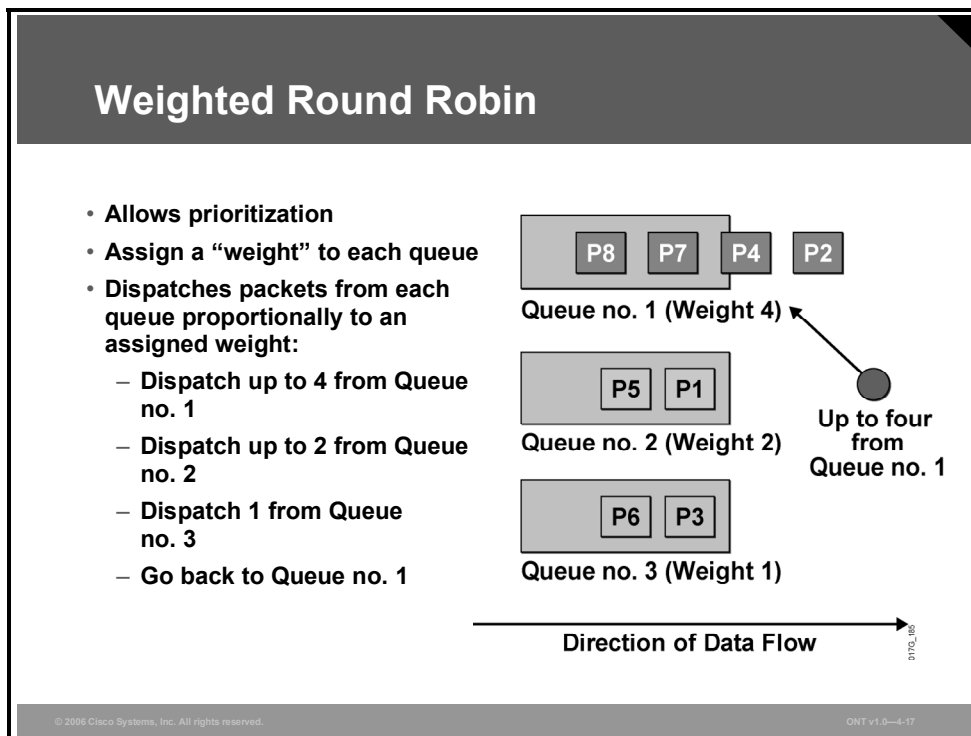 Weighted Round Robin
• Allows prioritization
• Assign a “weight” to each queue
• Dispatches packets from each
queue proportionally to an
assigned weight:
– Dispatch up to 4 from Queue
no. 1
– Dispatch up to 2 from Queue
no. 2
– Dispatch 1 from Queue
no. 3
– Go back to Queue no. 1
P8 P7 P4 P2
Queue no. 1 (Weight 4)
P5 P1
Queue no. 2 (Weight 2)
P6 P3
Queue no. 3 (Weight 1)
Up to four
from
Queue no. 1
Direction of Data Flow
017G_185
© 2006 Cisco Systems, Inc. All rights reserved.
ONT v1.0—4-17